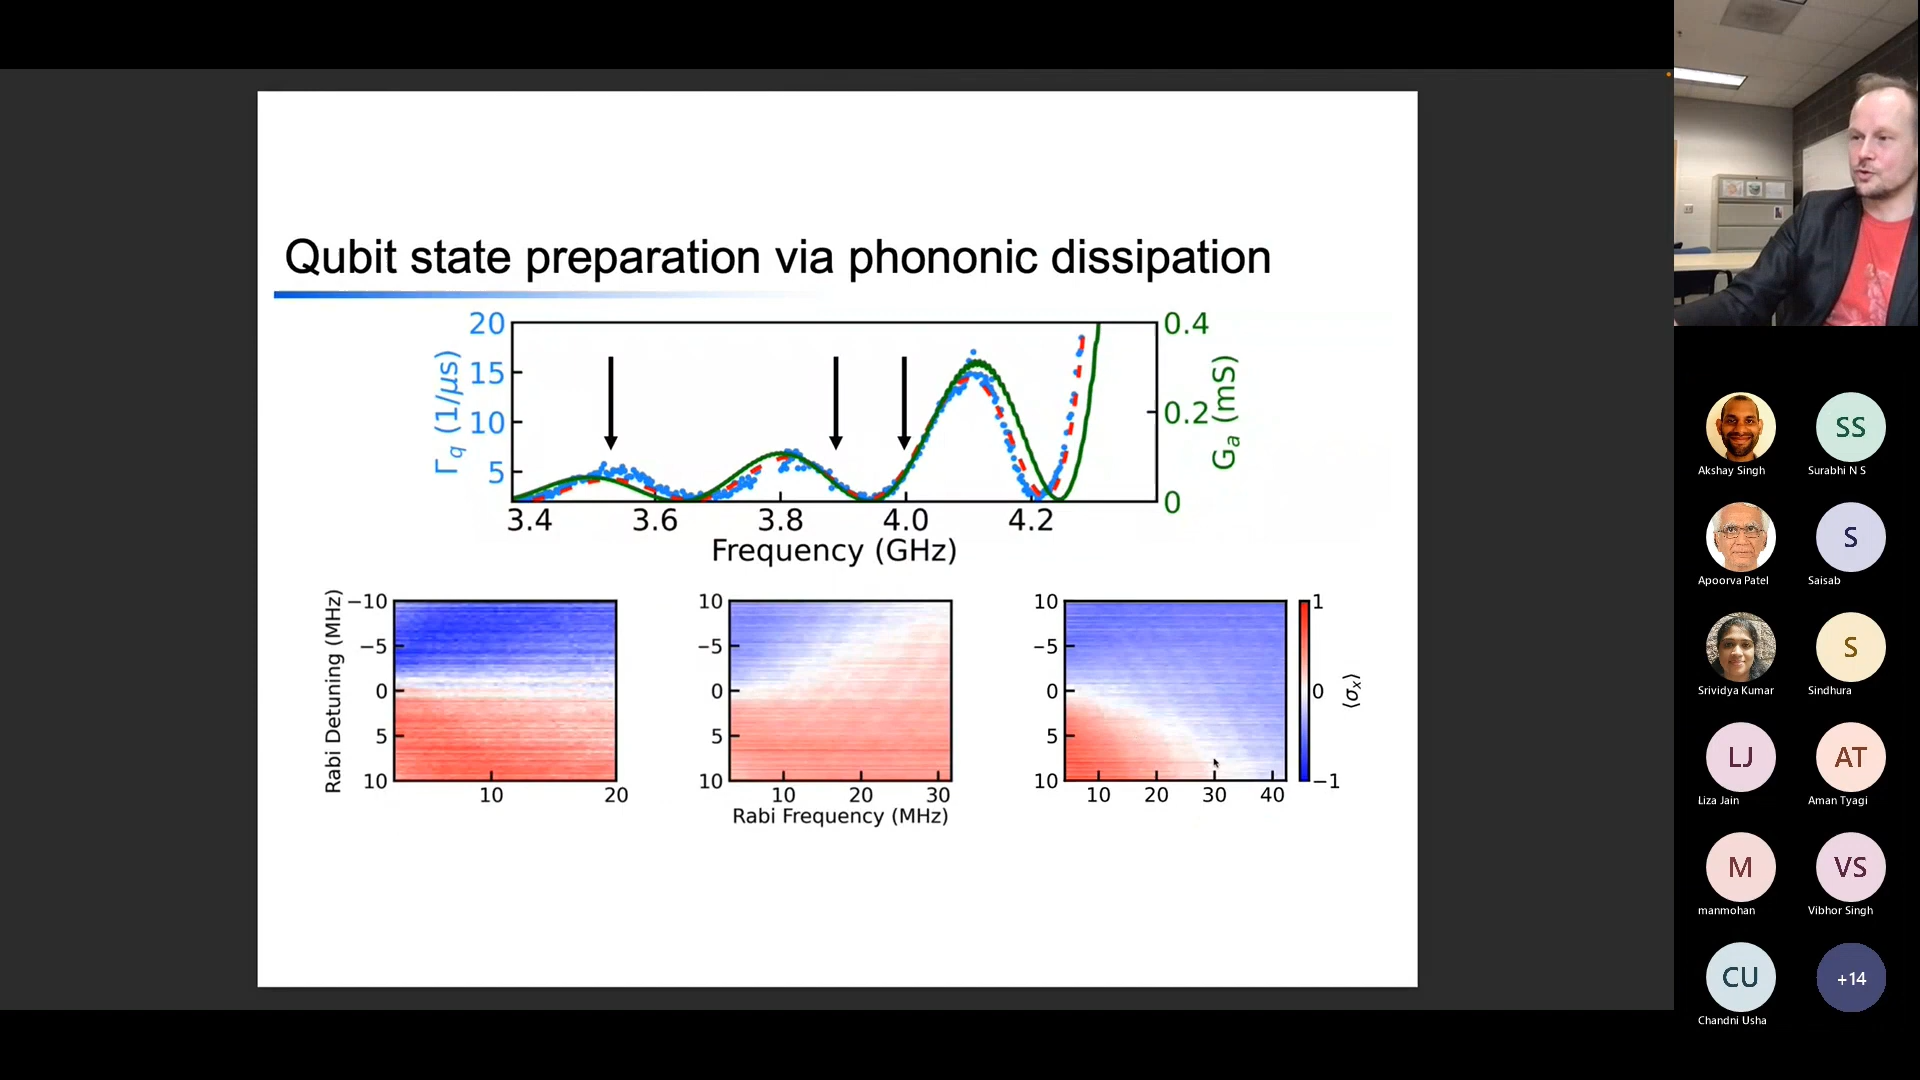 Qubit state preparation via phononic dissipation
20
15
10
5
Γq (1/μs)
0.4
0.2
0
Ga (mS)
3.4 3.6 3.8 4.0 4.2
Frequency (GHz)
Rabi Detuning (MHz)
−10
−5
0
5
10
10 20
10
−5
0
5
10
10 20 30
Rabi Frequency (MHz)
10
−5
0
5
10
10 20 30 40
1
0
−1
⟨σx⟩
Akshay Singh
SS
Surabhi N S
Apoorva Patel
S
Saisab
Srividya Kumar
S
Sindhura
LJ
Liza Jain
AT
Aman Tyagi
M
manmohan
VS
Vibhor Singh
CU
Chandni Usha
+14